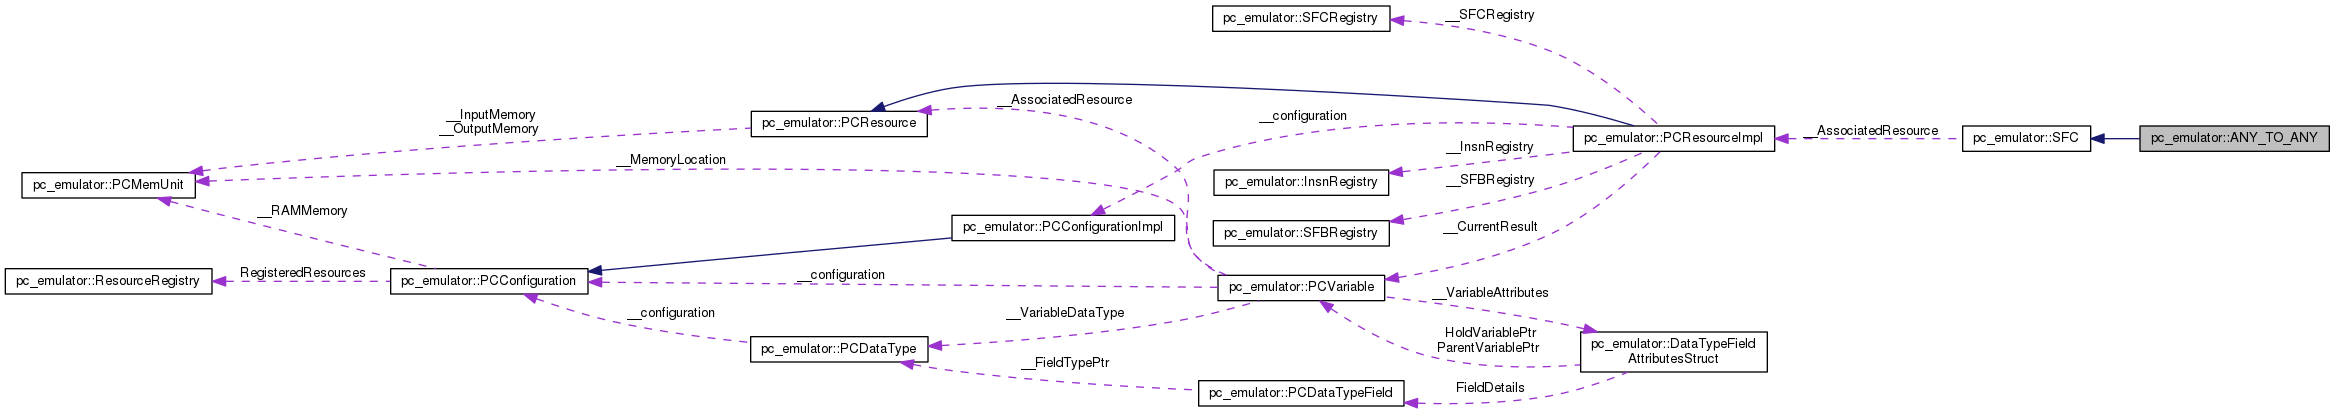 pc_emulator::SFCRegistry
__SFCRegistry
__InputMemory
__OutputMemory
pc_emulator::PCResource
__AssociatedResource
__configuration
pc_emulator::PCResourceImpl
__AssociatedResource
pc_emulator::SFC
pc_emulator::ANY_TO_ANY
__MemoryLocation
__InsnRegistry
pc_emulator::PCMemUnit
pc_emulator::InsnRegistry
__SFBRegistry
__RAMMemory
pc_emulator::PCConfigurationImpl
pc_emulator::SFBRegistry
__CurrentResult
pc_emulator::ResourceRegistry
RegisteredResources
pc_emulator::PCConfiguration
__configuration
pc_emulator::PCVariable
__VariableAttributes
__configuration
__VariableDataType
HoldVariablePtr
ParentVariablePtr
pc_emulator::DataTypeField
AttributesStruct
pc_emulator::PCDataType
__FieldTypePtr
pc_emulator::PCDataTypeField
FieldDetails